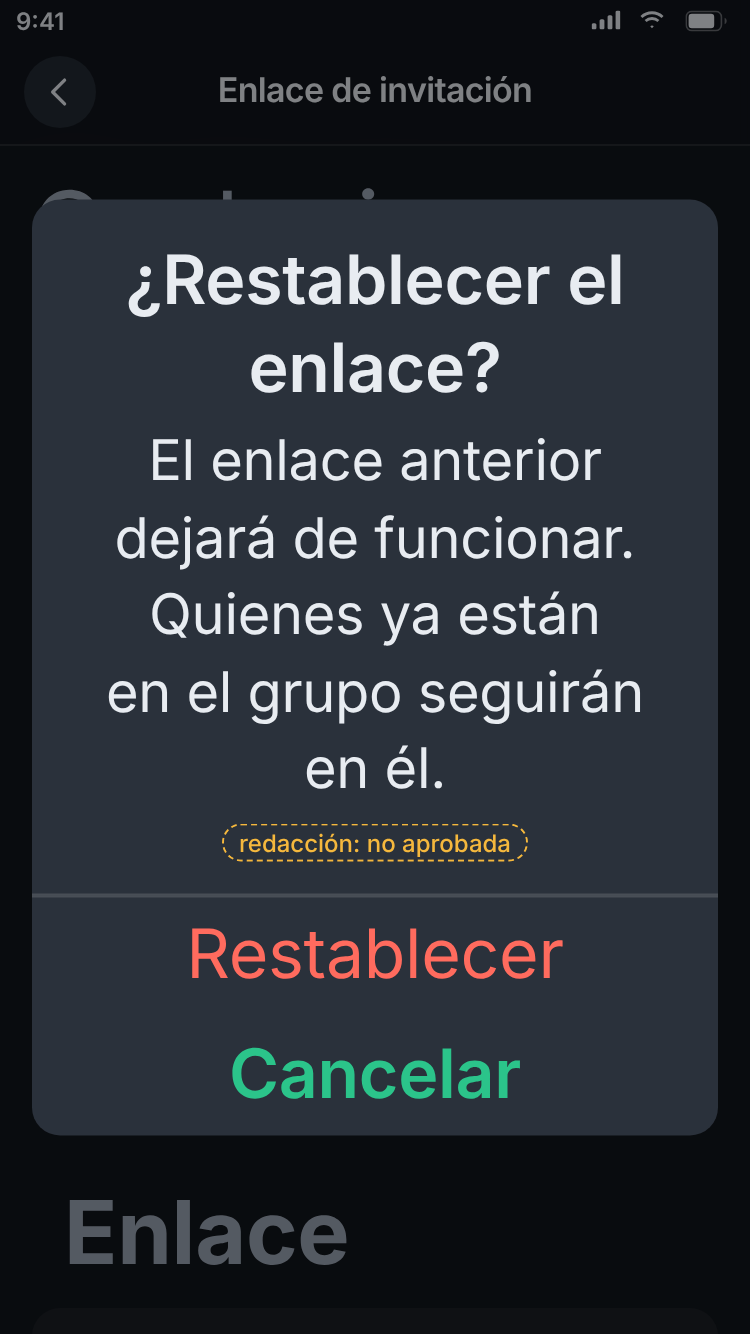 9:41
Enlace de invitación
¿Restablecer el
enlace?
El enlace anterior
dejará de funcionar.
Quienes ya están
en el grupo seguirán
en él.
redacción: no aprobada
Restablecer
Cancelar
Enlace